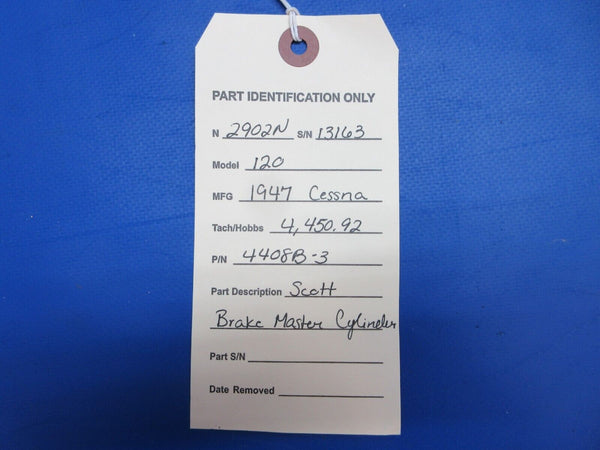 PART IDENTIFICATION ONLY
N 2902N S/N 13163
Model 120
MFG 1947 Cessna
Tach/Hobbs 4,450.92
P/N 4408B-3
Part Description Scott
Brake Master Cylinder
Part S/N
Date Removed